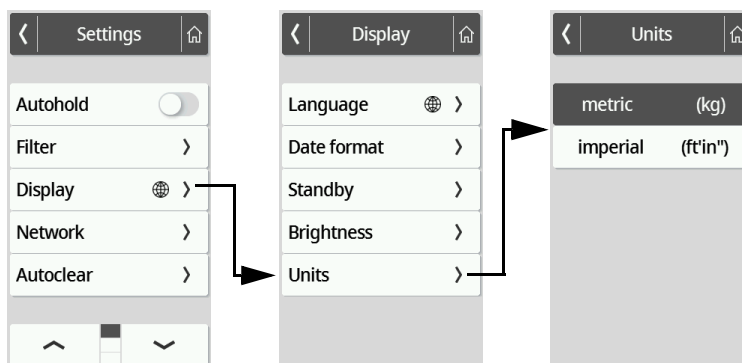 Settings
Autohold
Filter
Display
Network
Autoclear
Display
Language
Date format
Standby
Brightness
Units
Units
metric (kg)
imperial (ft'in")